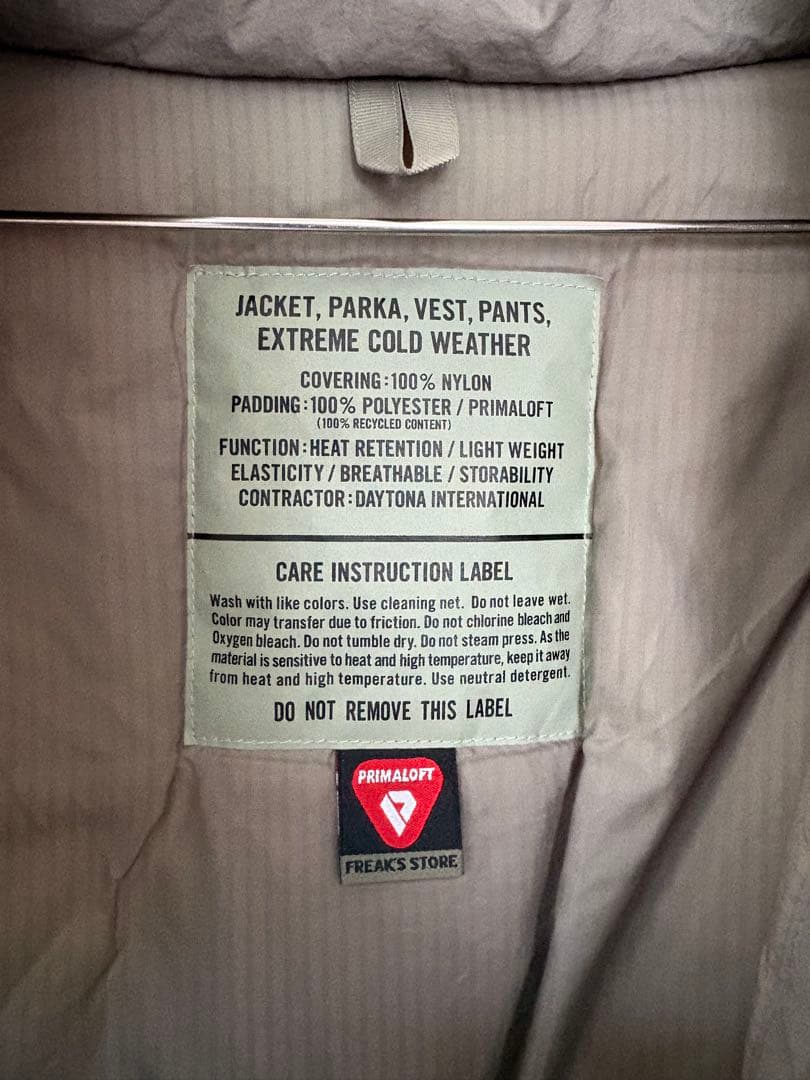 JACKET, PARKA, VEST, PANTS,
EXTREME COLD WEATHER
COVERING:100% NYLON
PADDING:100% POLYESTER / PRIMALOFT
(100% RECYCLED CONTENT)
FUNCTION:HEAT RETENTION / LIGHT WEIGHT
ELASTICITY / BREATHABLE / STORABILITY
CONTRACTOR:DAYTONA INTERNATIONAL
CARE INSTRUCTION LABEL
Wash with like colors. Use cleaning net. Do not leave wet.
Color may transfer due to friction. Do not chlorine bleach and
Oxygen bleach. Do not tumble dry. Do not steam press. As the
material is sensitive to heat and high temperature, keep it away
from heat and high temperature. Use neutral detergent.
DO NOT REMOVE THIS LABEL
PRIMALOFT
FREAK'S STORE